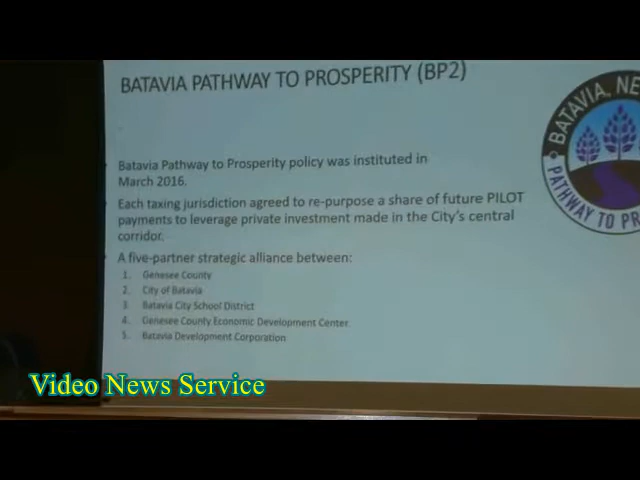 BATAVIA PATHWAY TO PROSPERITY (BP2)
BATAVIA, NE
PATHWAY TO PR
Batavia Pathway to Prosperity policy was instituted in
March 2016.
Each taxing jurisdiction agreed to re-purpose a share of future PILOT
payments to leverage private investment made in the City's central
corridor.
A five-partner strategic alliance between:
1. Genesee County
2. City of Batavia
3. Batavia City School District
4. Genesee County Economic Development Center
5. Batavia Development Corporation
Video News Service